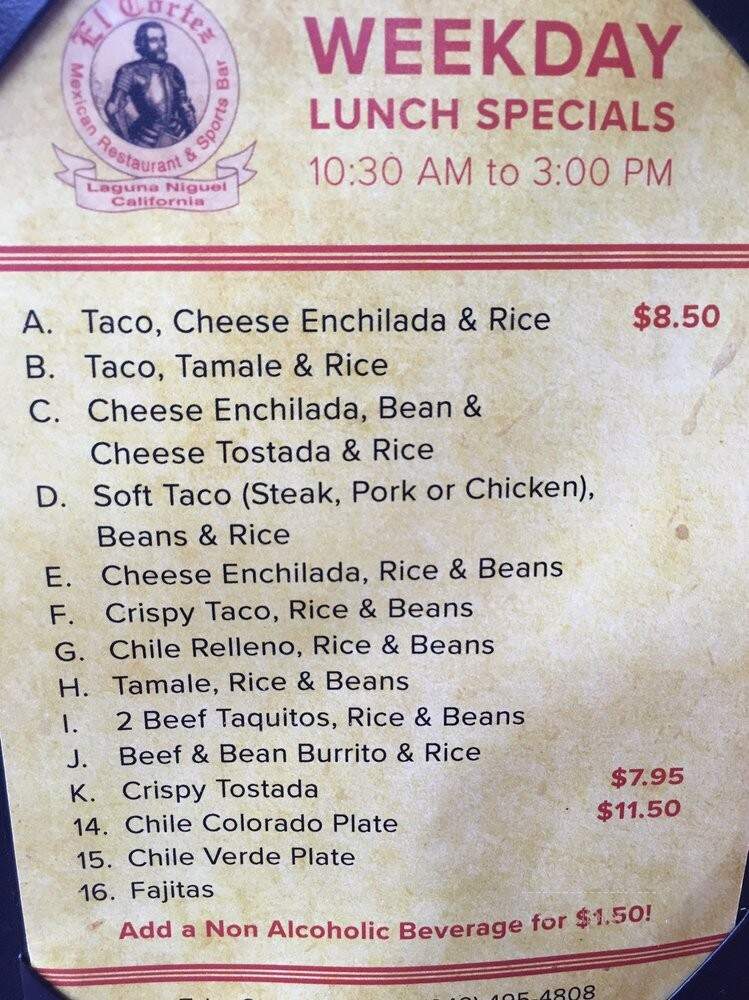 El Cortez
Mexican Restaurant & Sports Bar
Laguna Niguel
California
WEEKDAY
LUNCH SPECIALS
10:30 AM to 3:00 PM
A. Taco, Cheese Enchilada & Rice $8.50
B. Taco, Tamale & Rice
C. Cheese Enchilada, Bean &
Cheese Tostada & Rice
D. Soft Taco (Steak, Pork or Chicken),
Beans & Rice
E. Cheese Enchilada, Rice & Beans
F. Crispy Taco, Rice & Beans
G. Chile Relleno, Rice & Beans
H. Tamale, Rice & Beans
I. 2 Beef Taquitos, Rice & Beans
J. Beef & Bean Burrito & Rice
K. Crispy Tostada $7.95
14. Chile Colorado Plate $11.50
15. Chile Verde Plate
16. Fajitas
Add a Non Alcoholic Beverage for $1.50!
495-4808